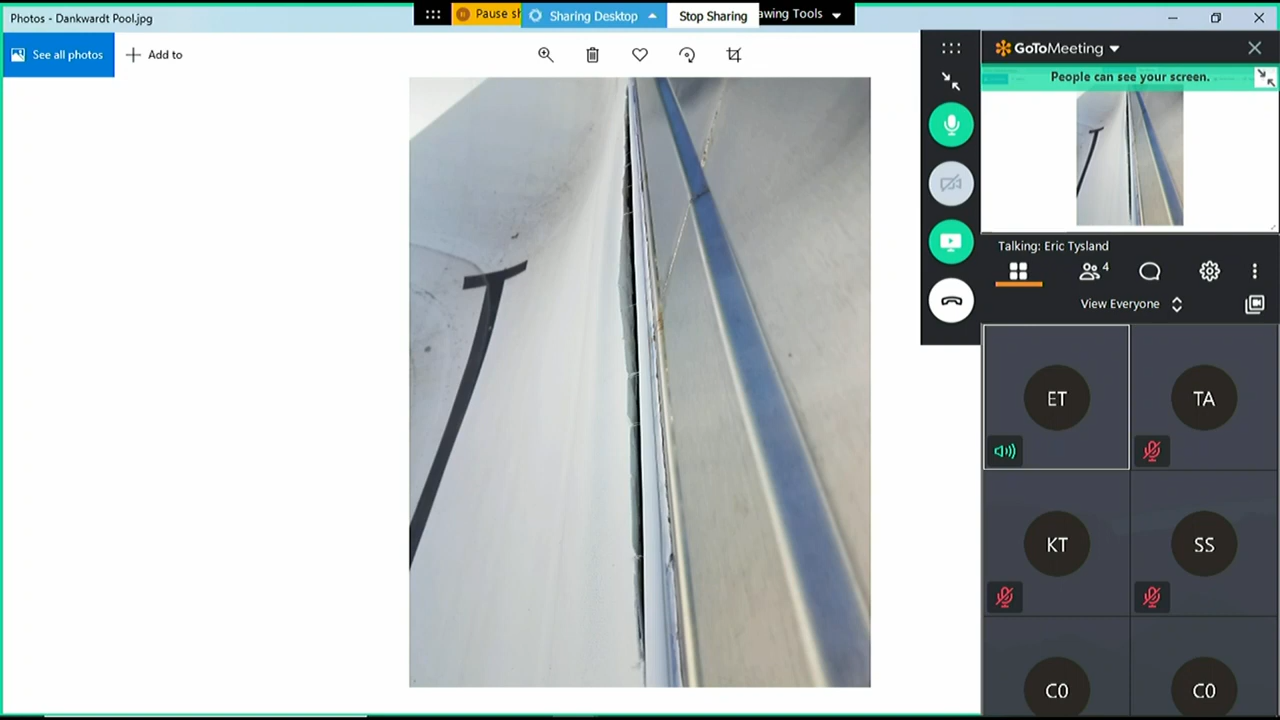 Photos - Dankwardt Pool.jpg
Pause sh
Sharing Desktop
Stop Sharing
awing Tools
See all photos
Add to
GoToMeeting
People can see your screen.
Talking: Eric Tysland
4
View Everyone
ET
TA
KT
SS
C0
C0